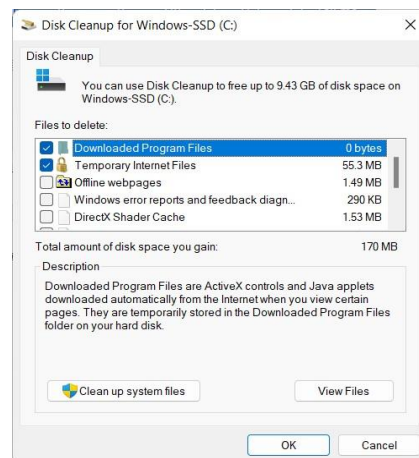 Disk Cleanup for Windows-SSD (C:)
Disk Cleanup
You can use Disk Cleanup to free up to 9.43 GB of disk space on
Windows-SSD (C:).
Files to delete:
Downloaded Program Files 0 bytes
Temporary Internet Files 55.3 MB
Offline webpages 1.49 MB
Windows error reports and feedback diagn... 290 KB
DirectX Shader Cache 1.53 MB
Total amount of disk space you gain: 170 MB
Description
Downloaded Program Files are ActiveX controls and Java applets
downloaded automatically from the Internet when you view certain
pages. They are temporarily stored in the Downloaded Program Files
folder on your hard disk.
Clean up system files View Files
OK Cancel